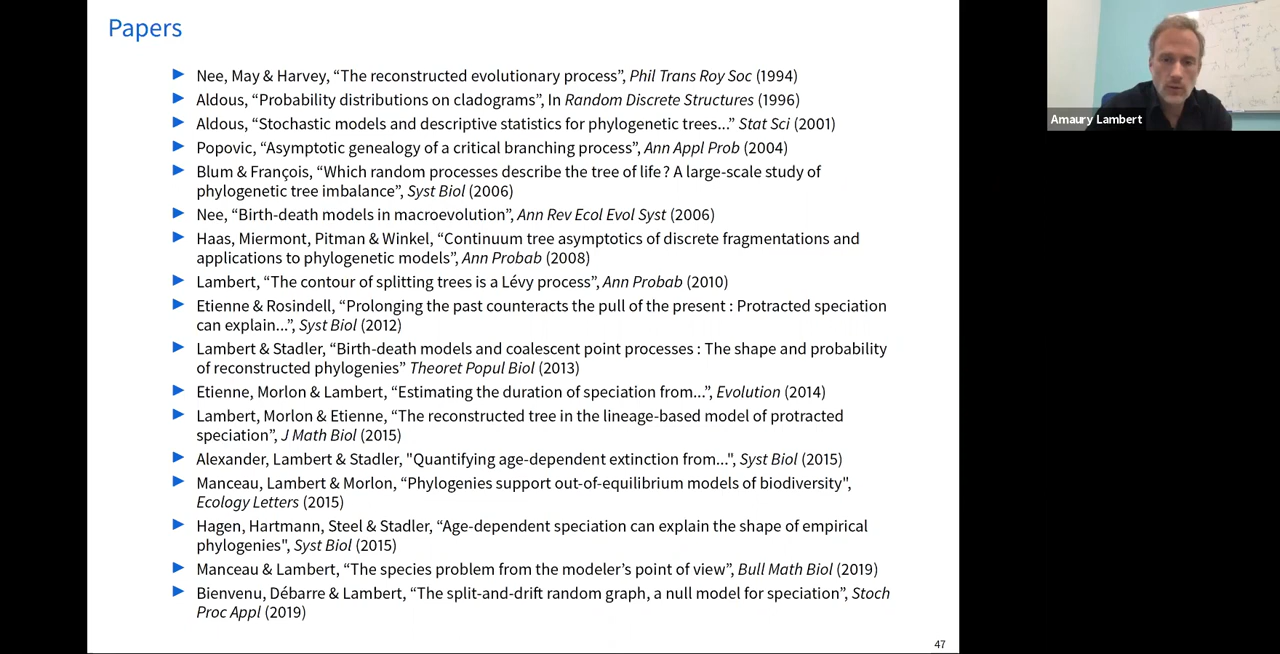 Papers
Nee, May & Harvey, “The reconstructed evolutionary process”, Phil Trans Roy Soc (1994)
Aldous, “Probability distributions on cladograms”, In Random Discrete Structures (1996)
Aldous, “Stochastic models and descriptive statistics for phylogenetic trees...” Stat Sci (2001)
Popovic, “Asymptotic genealogy of a critical branching process”, Ann Appl Prob (2004)
Blum & François, “Which random processes describe the tree of life ? A large-scale study of
phylogenetic tree imbalance”, Syst Biol (2006)
Nee, “Birth-death models in macroevolution”, Ann Rev Ecol Evol Syst (2006)
Haas, Miermont, Pitman & Winkel, “Continuum tree asymptotics of discrete fragmentations and
applications to phylogenetic models”, Ann Probab (2008)
Lambert, “The contour of splitting trees is a Lévy process”, Ann Probab (2010)
Etienne & Rosindell, “Prolonging the past counteracts the pull of the present : Protracted speciation
can explain...”, Syst Biol (2012)
Lambert & Stadler, “Birth-death models and coalescent point processes : The shape and probability
of reconstructed phylogenies” Theoret Popul Biol (2013)
Etienne, Morlon & Lambert, “Estimating the duration of speciation from...”, Evolution (2014)
Lambert, Morlon & Etienne, “The reconstructed tree in the lineage-based model of protracted
speciation”, J Math Biol (2015)
Alexander, Lambert & Stadler, "Quantifying age-dependent extinction from...", Syst Biol (2015)
Manceau, Lambert & Morlon, “Phylogenies support out-of-equilibrium models of biodiversity",
Ecology Letters (2015)
Hagen, Hartmann, Steel & Stadler, “Age-dependent speciation can explain the shape of empirical
phylogenies", Syst Biol (2015)
Manceau & Lambert, “The species problem from the modeler’s point of view”, Bull Math Biol (2019)
Bienvenu, Débarre & Lambert, “The split-and-drift random graph, a null model for speciation”, Stoch
Proc Appl (2019)
47
Amaury Lambert